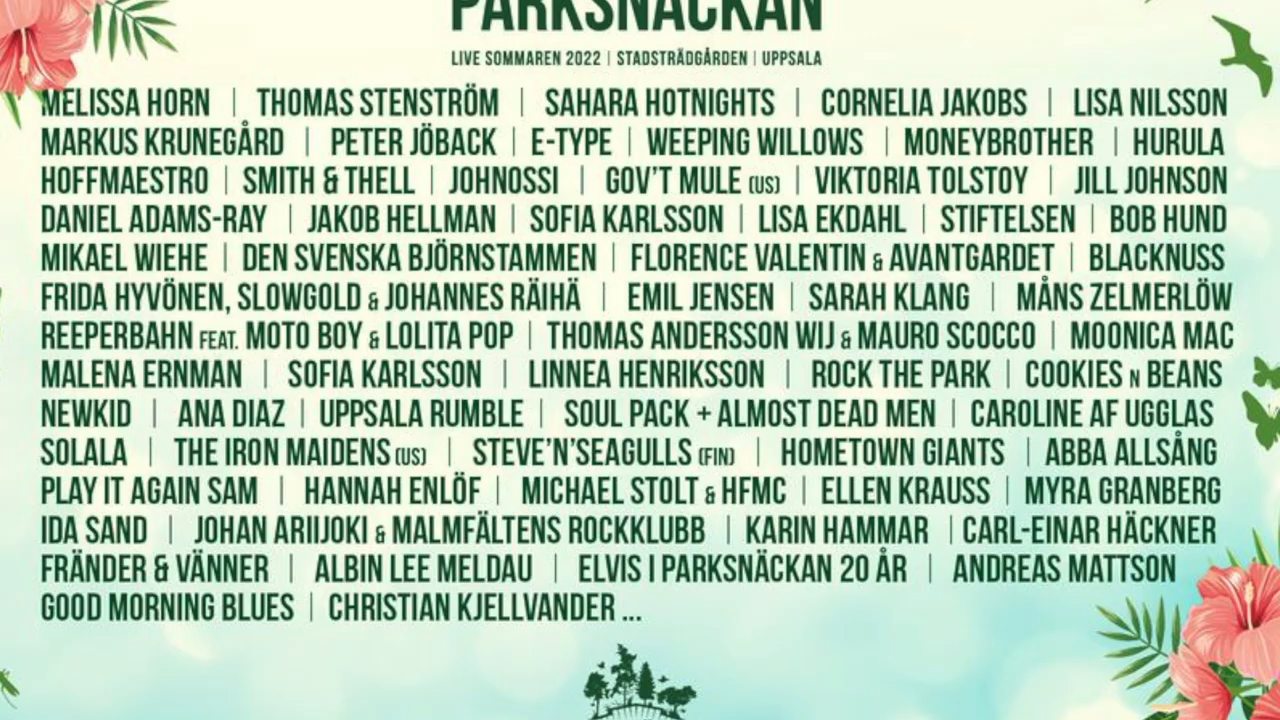 PARKSNÄCKAN
LIVE SOMMAREN 2022 | STADSTRÄDGÅRDEN | UPPSALA
MELISSA HORN | THOMAS STENSTRÖM | SAHARA HOTNIGHTS | CORNELIA JAKOBS | LISA NILSSON
MARKUS KRUNEGÅRD | PETER JÖBACK | E-TYPE | WEEPING WILLOWS | MONEYBROTHER | HURULA
HOFFMAESTRO | SMITH & THELL | JOHNOSSI | GOV'T MULE (US) | VIKTORIA TOLSTOY | JILL JOHNSON
DANIEL ADAMS-RAY | JAKOB HELLMAN | SOFIA KARLSSON | LISA EKDAHL | STIFTELSEN | BOB HUND
MIKAEL WIEHE | DEN SVENSKA BJÖRNSTAMMEN | FLORENCE VALENTIN & AVANTGARDET | BLACKNUSS
FRIDA HYVÖNEN, SLOWGOLD & JOHANNES RÄIHÄ | EMIL JENSEN | SARAH KLANG | MÅNS ZELMERLÖW
REEPERBAHN FEAT. MOTO BOY & LOLITA POP | THOMAS ANDERSSON WIJ & MAURO SCOCCO | MOONICA MAC
MALENA ERNMAN | SOFIA KARLSSON | LINNEA HENRIKSSON | ROCK THE PARK | COOKIES N BEANS
NEWKID | ANA DIAZ | UPPSALA RUMBLE | SOUL PACK + ALMOST DEAD MEN | CAROLINE AF UGGLAS
SOLALA | THE IRON MAIDENS (US) | STEVE'N'SEAGULLS (FIN) | HOMETOWN GIANTS | ABBA ALLSÅNG
PLAY IT AGAIN SAM | HANNAH ENLÖF | MICHAEL STOLT & HFMC | ELLEN KRAUSS | MYRA GRANBERG
IDA SAND | JOHAN ARIIJOKI & MALMFÄLTENS ROCKKLUBB | KARIN HAMMAR | CARL-EINAR HÄCKNER
FRÄNDER & VÄNNER | ALBIN LEE MELDAU | ELVIS I PARKSNÄCKAN 20 ÅR | ANDREAS MATTSON
GOOD MORNING BLUES | CHRISTIAN KJELLVANDER ...